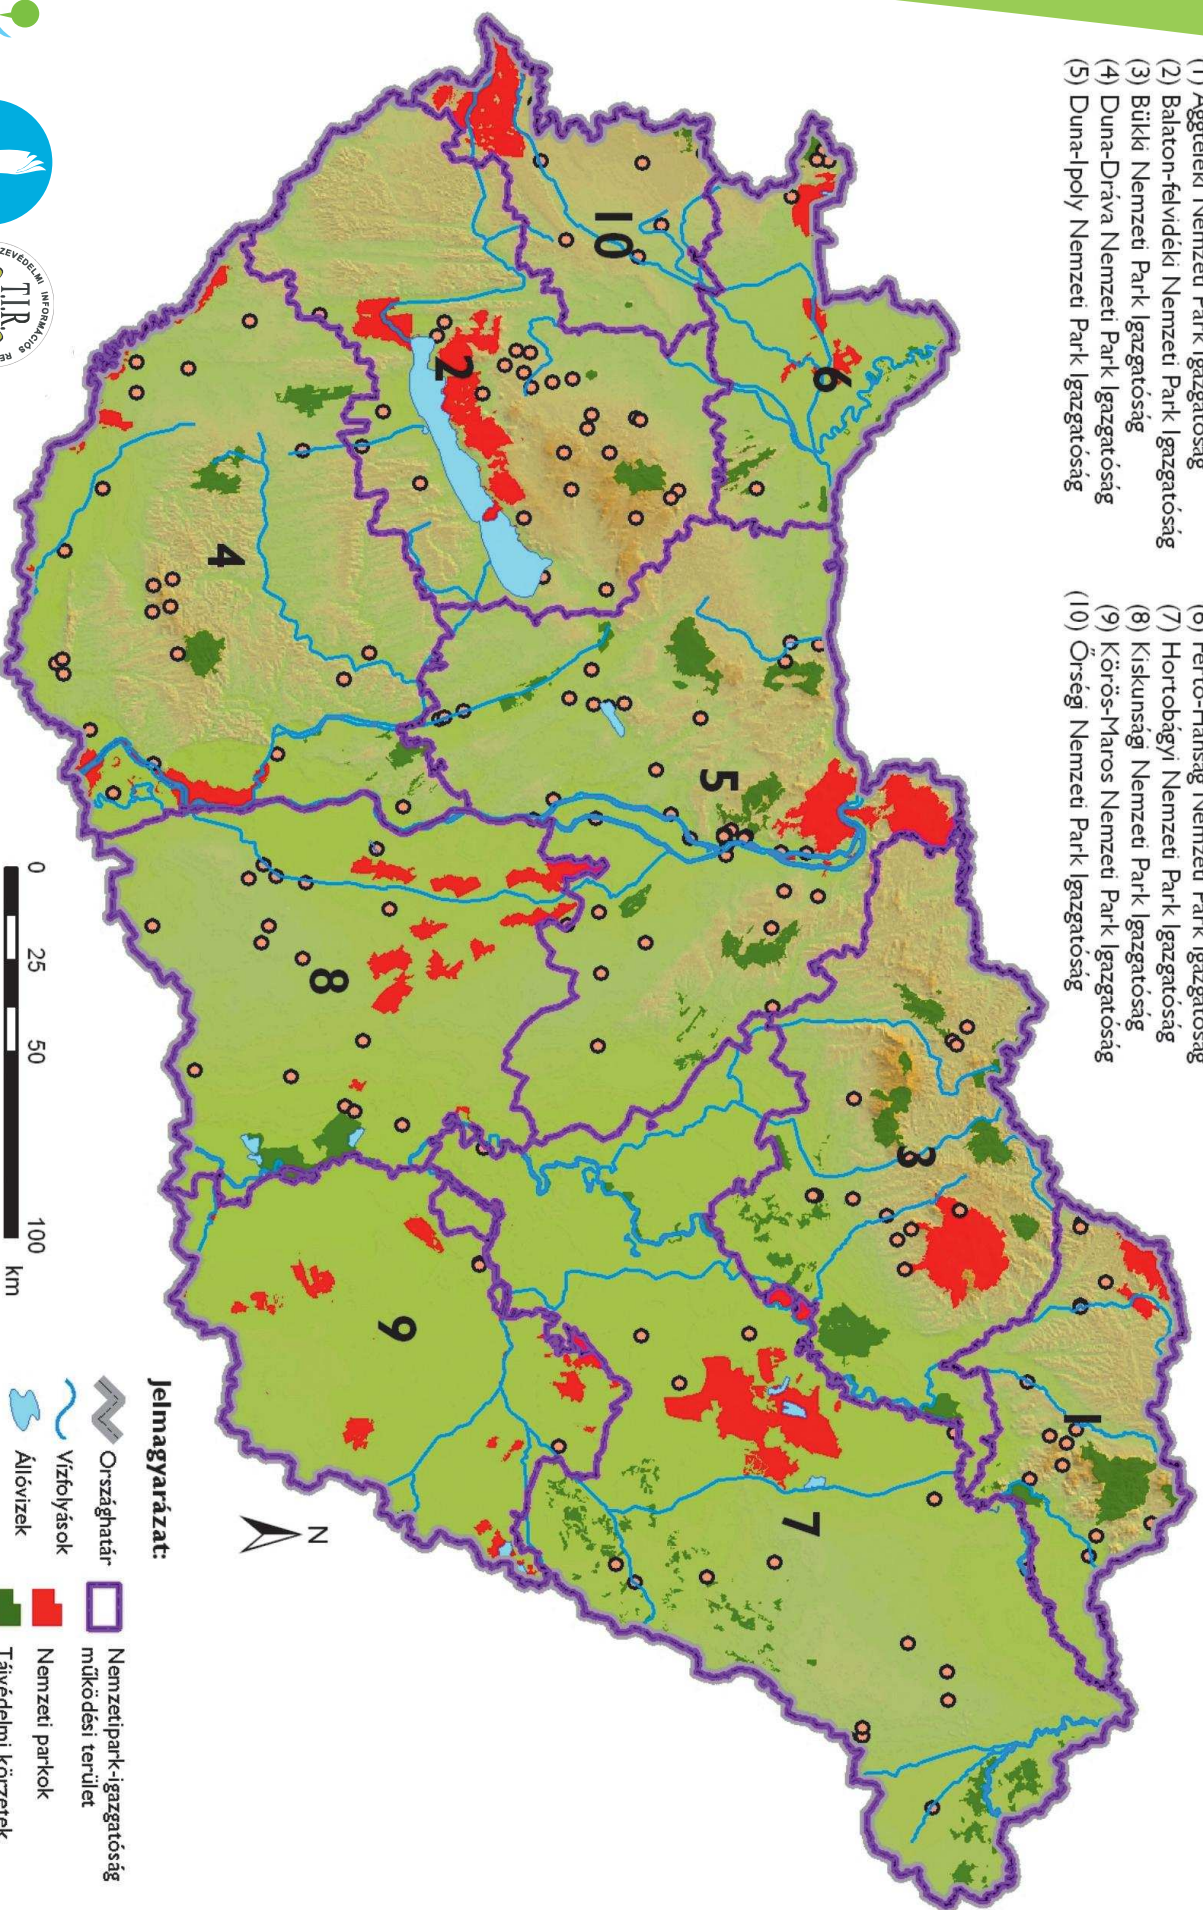 (1) Aggteleki Nemzeti Park Igazgatóság
(2) Balaton-felvidéki Nemzeti Park Igazgatóság
(3) Bükki Nemzeti Park Igazgatóság
(4) Duna-Dráva Nemzeti Park Igazgatóság
(5) Duna-Ipoly Nemzeti Park Igazgatóság
(6) Fertő-Hanság Nemzeti Park Igazgatóság
(7) Hortobágyi Nemzeti Park Igazgatóság
(8) Kiskunsági Nemzeti Park Igazgatóság
(9) Körös-Maros Nemzeti Park Igazgatóság
(10) Őrségi Nemzeti Park Igazgatóság
1
3
6
5
7
10
2
9
8
4
N
Jelmagyarázat:
Országhatár
Vízfolyások
Állóvizek
Nemzetipark-igazgatóság
működési terület
Nemzeti parkok
Tájvédelmi körzetek
0 25 50 100 km
T.I.R.
INFORMÁCIÓS